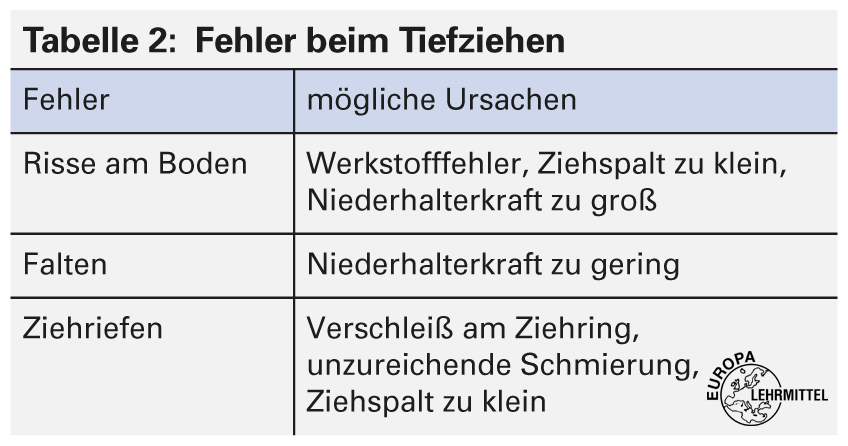 Tabelle 2: Fehler beim Tiefziehen
Fehler
mögliche Ursachen
Risse am Boden
Werkstofffehler, Ziehspalt zu klein,
Niederhalterkraft zu groß
Falten
Niederhalterkraft zu gering
Ziehriefen
Verschleiß am Ziehring,
unzureichende Schmierung,
Ziehspalt zu klein
EUROPA
LEHRMITTEL